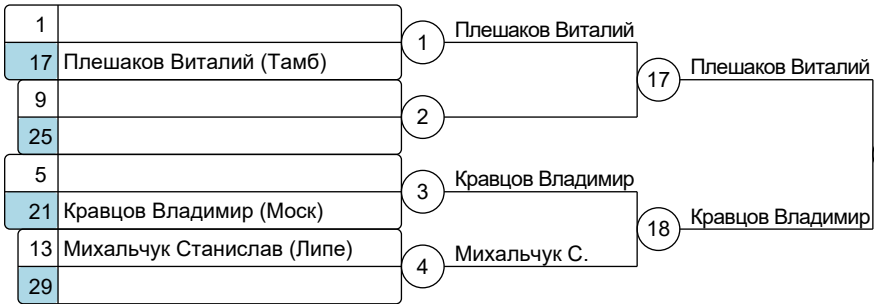 1
17 Плешаков Виталий (Тамб)
1 Плешаков Виталий
9
25
2
17 Плешаков Виталий
5
21 Кравцов Владимир (Моск)
3 Кравцов Владимир
13 Михальчук Станислав (Липе)
29
4 Михальчук С.
18 Кравцов Владимир